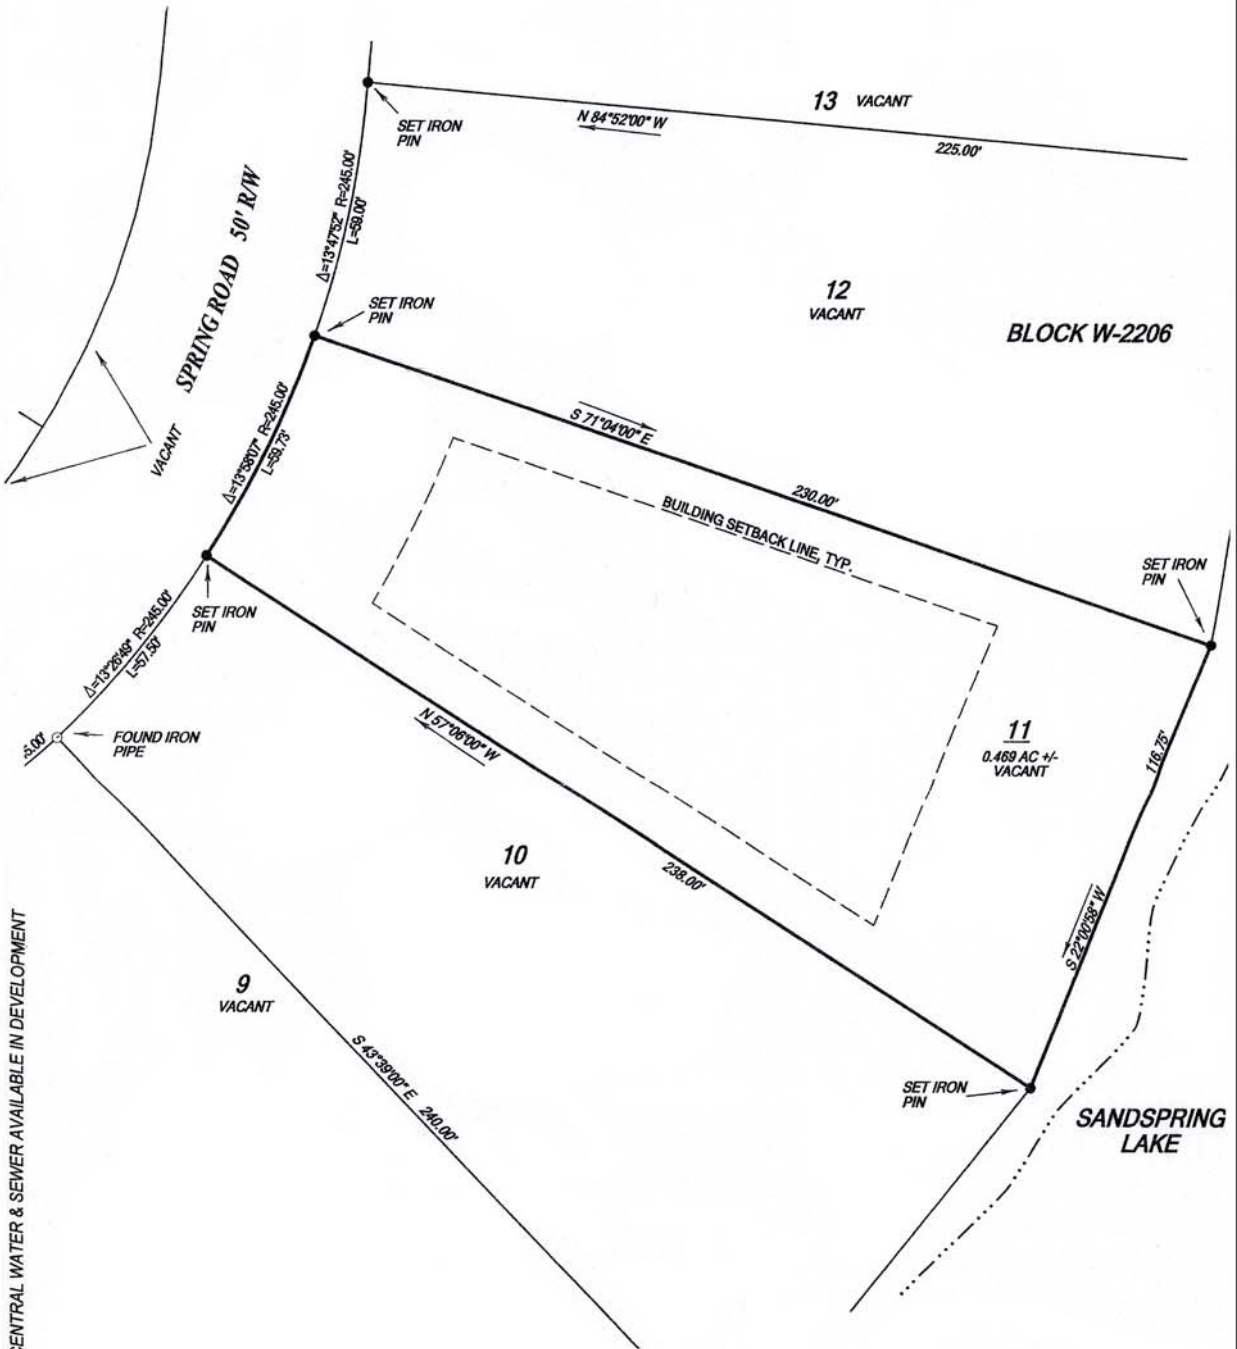 13 VACANT
N 84°52'00" W
225.00'
SET IRON
PIN
Δ=13°47'52" R=245.00'
L=59.00'
SPRING ROAD 50' R/W
12
VACANT
BLOCK W-2206
SET IRON
PIN
S 71°04'00" E
230.00'
Δ=13°58'07" R=245.00'
L=59.73'
VACANT
BUILDING SETBACK LINE, TYP.
SET IRON
PIN
SET IRON
PIN
Δ=13°26'49" R=245.00'
L=57.50'
5.00'
FOUND IRON
PIPE
N 57°06'00" W
238.00'
11
0.469 AC +/-
VACANT
116.75'
S 22°00'58" W
10
VACANT
9
VACANT
S 43°39'00" E 240.00'
SET IRON
PIN
SANDSPRING
LAKE
ENTRAL WATER & SEWER AVAILABLE IN DEVELOPMENT